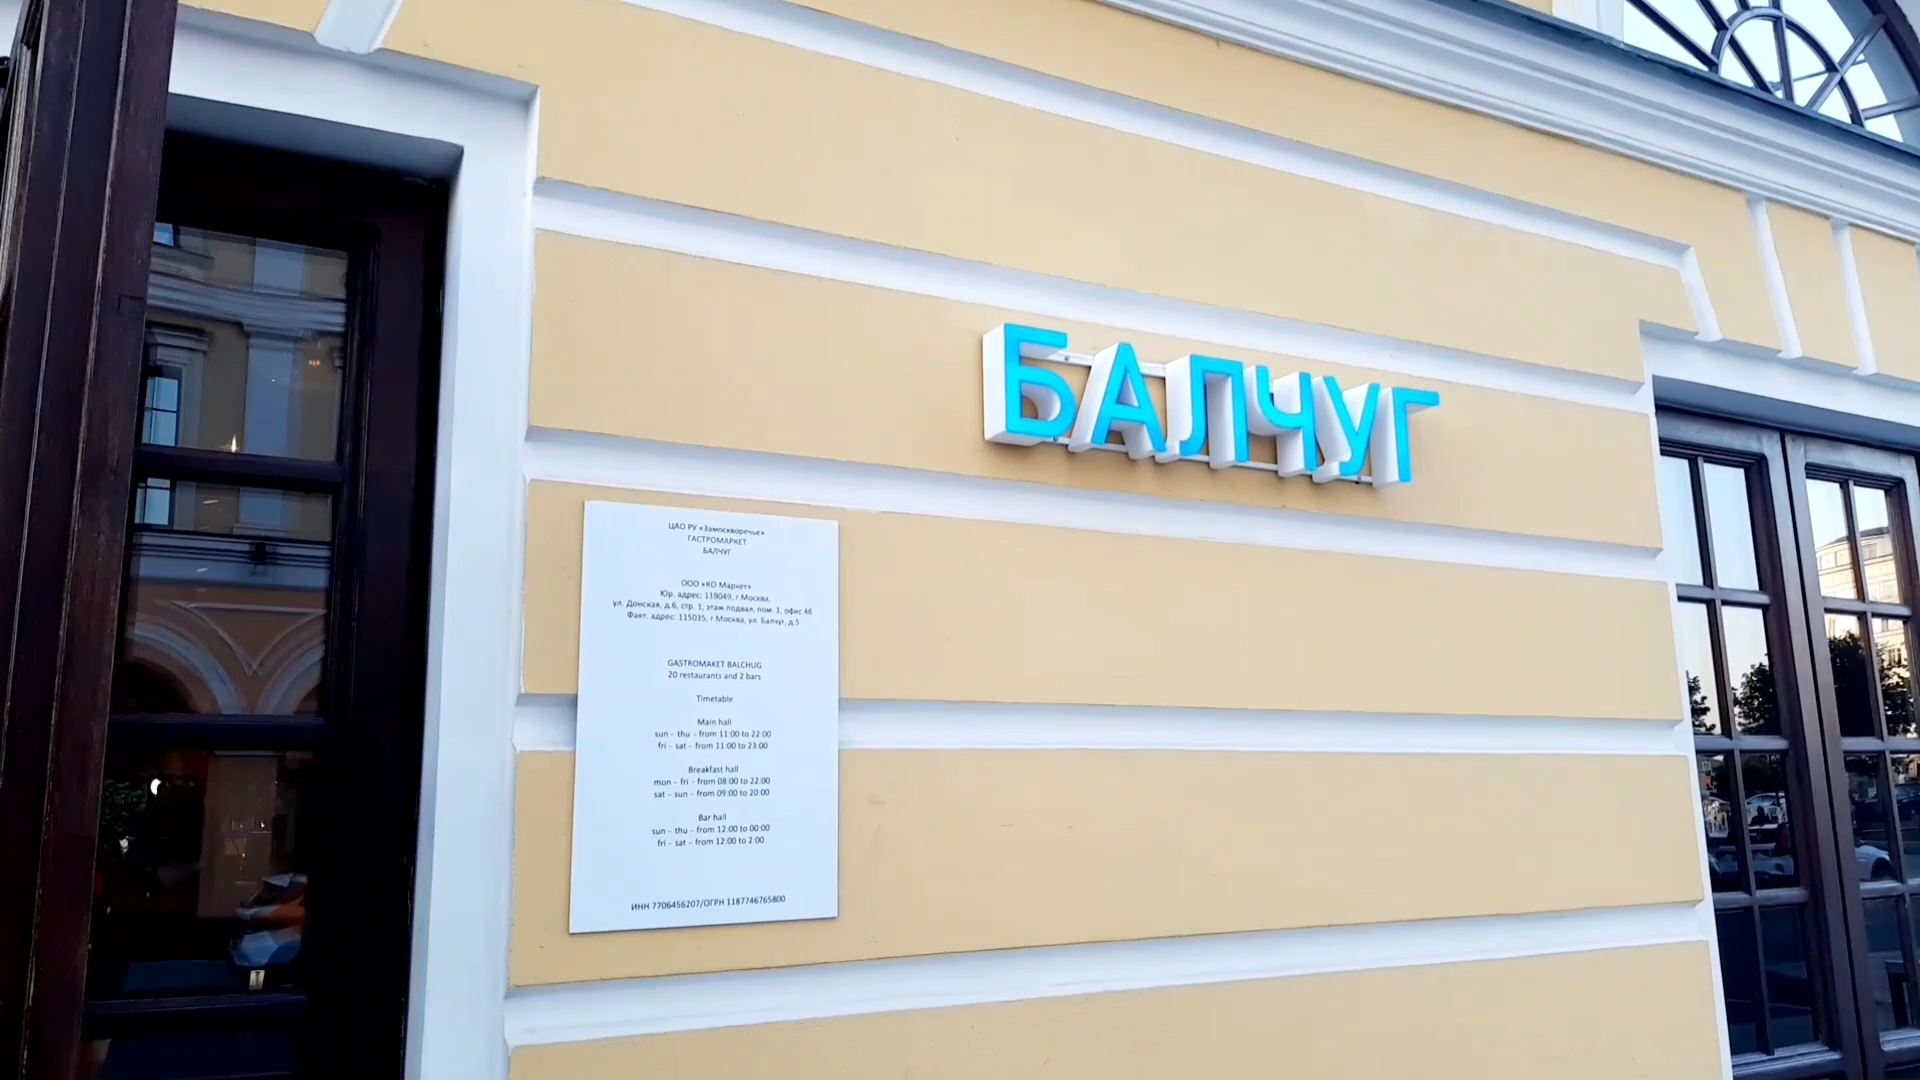 БАЛЧУГ
ЦАО РУ «Замоскворечье»
ГАСТРОМАРКЕТ
БАЛЧУГ
ООО «КО Маркет»
Юр. адрес: 119049, г.Москва,
ул. Донская, д.6, стр. 1, этаж подвал, пом. 1, офис 46
Факт. адрес: 115035, г.Москва, ул. Балчуг, д.5
GASTROMAKET BALCHUG
20 restaurants and 2 bars
Timetable
Main hall
sun – thu – from 11:00 to 22:00
fri – sat – from 11:00 to 23:00
Breakfast hall
mon – fri – from 08:00 to 22:00
sat – sun – from 09:00 to 20:00
Bar hall
sun – thu – from 12:00 to 00:00
fri – sat – from 12:00 to 2:00
ИНН 7706456207/ОГРН 1187746765800